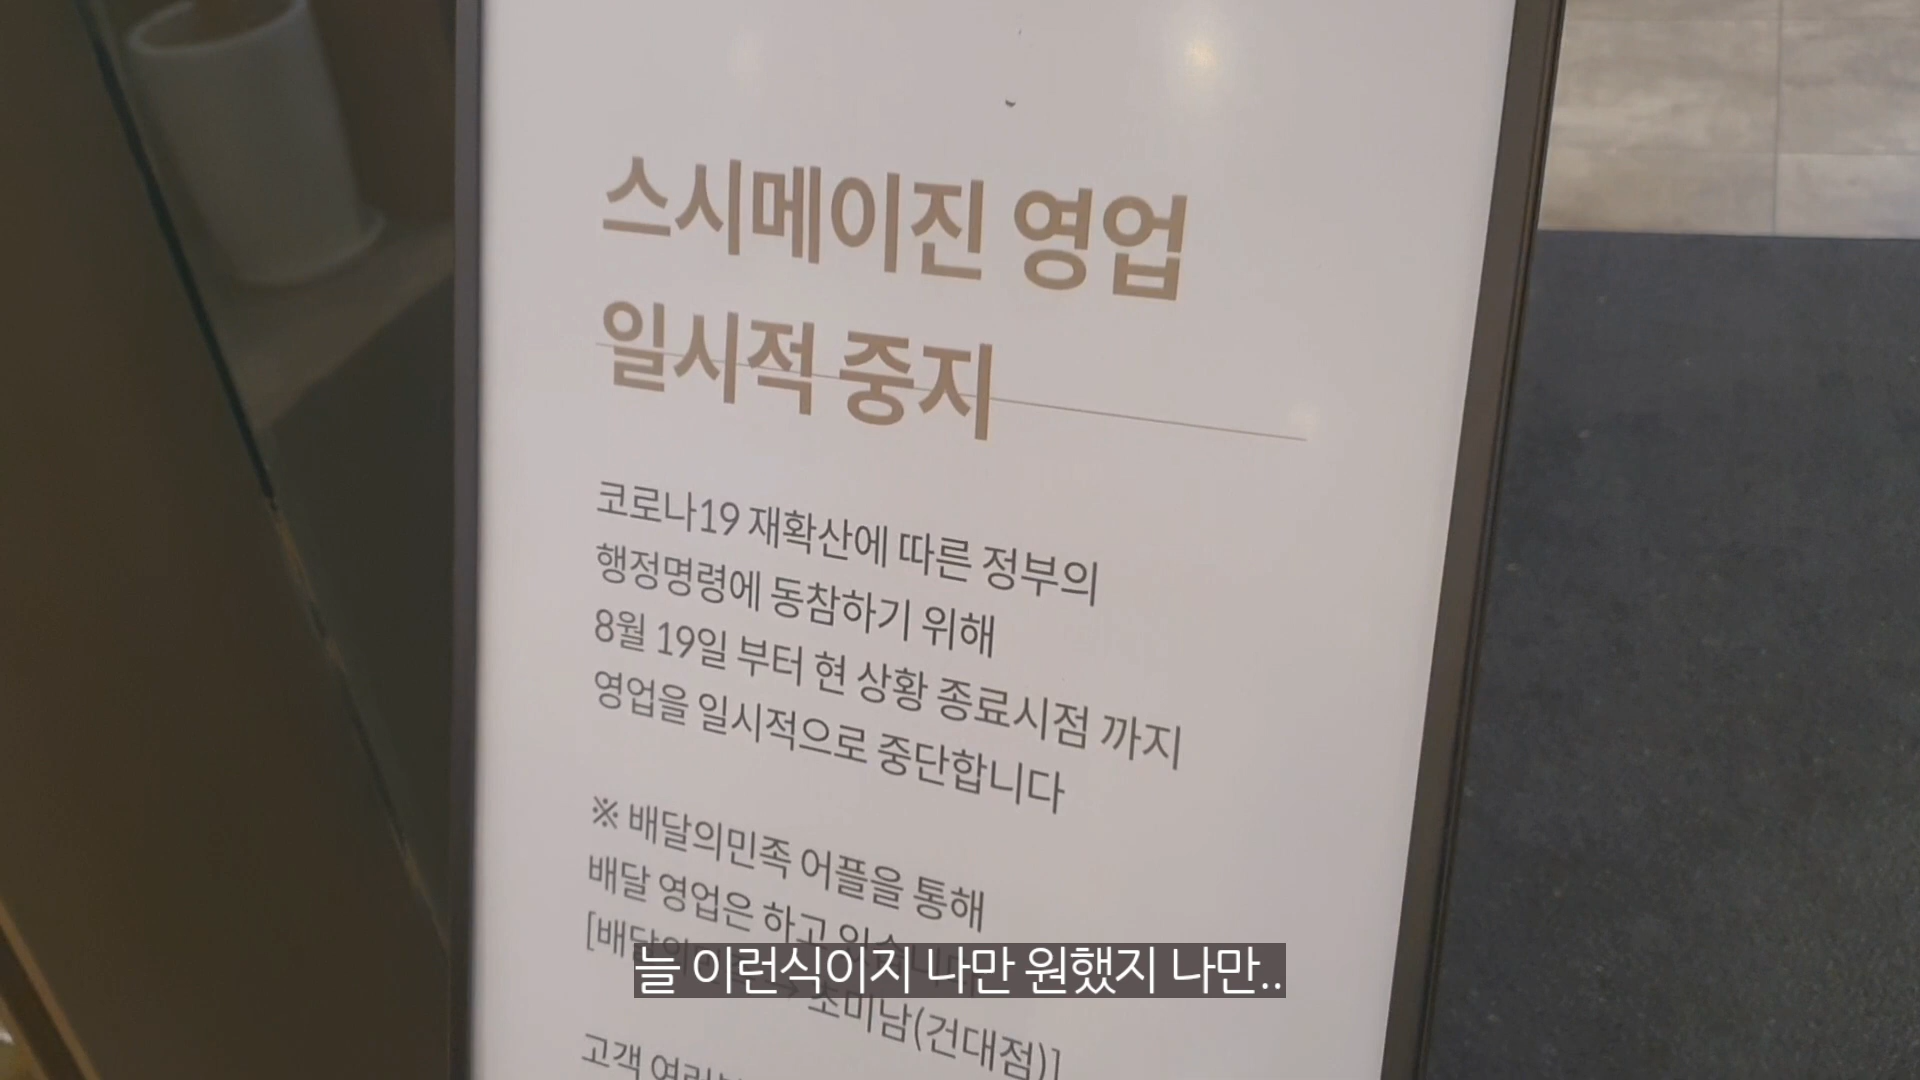 스시메이진 영업
일시적 중지
코로나19 재확산에 따른 정부의
행정명령에 동참하기 위해
8월 19일 부터 현 상황 종료시점 까지
영업을 일시적으로 중단합니다
※ 배달의민족 어플을 통해
배달 영업은 하고
초미남(건대점)]
늘 이런식이지 나만 원했지 나만..
고객